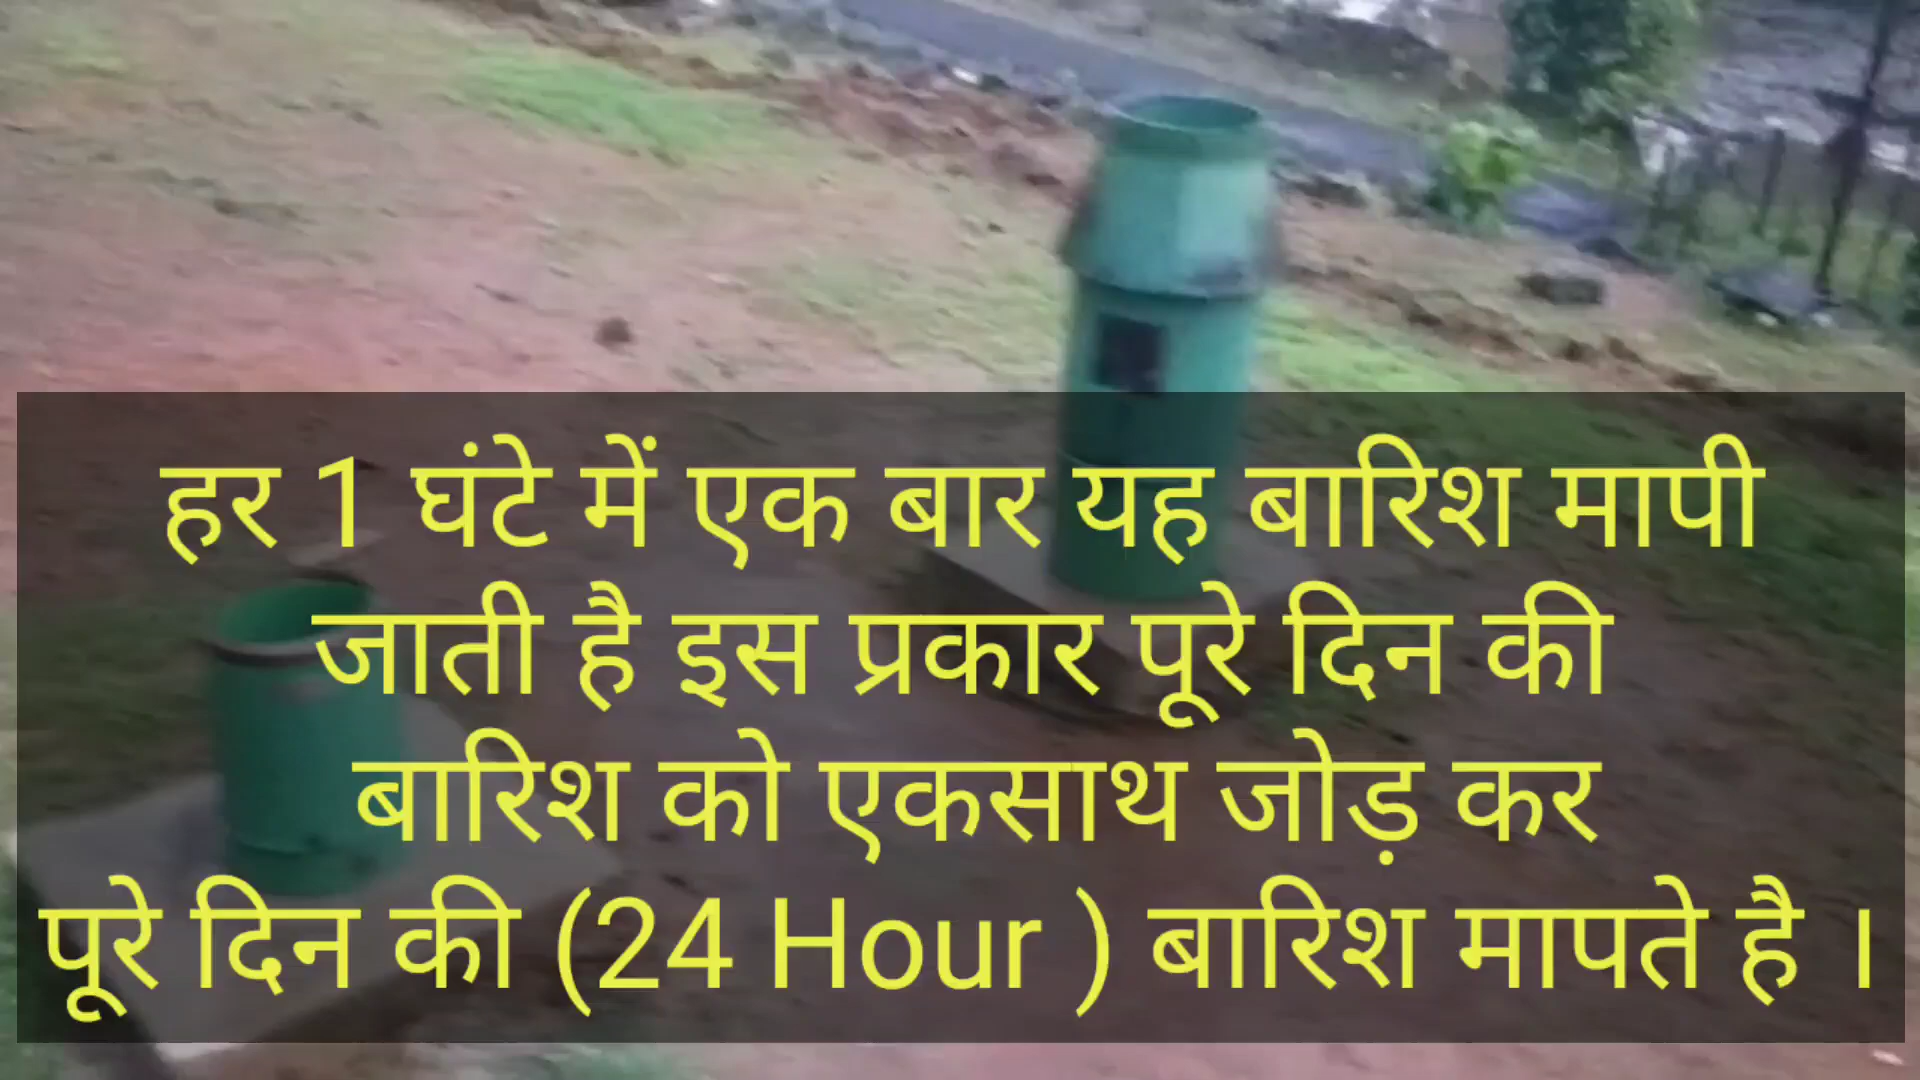 हर 1 घंटे में एक बार यह बारिश मापी
जाती है इस प्रकार पूरे दिन की
बारिश को एकसाथ जोड़ कर
पूरे दिन की (24 Hour ) बारिश मापते है ।